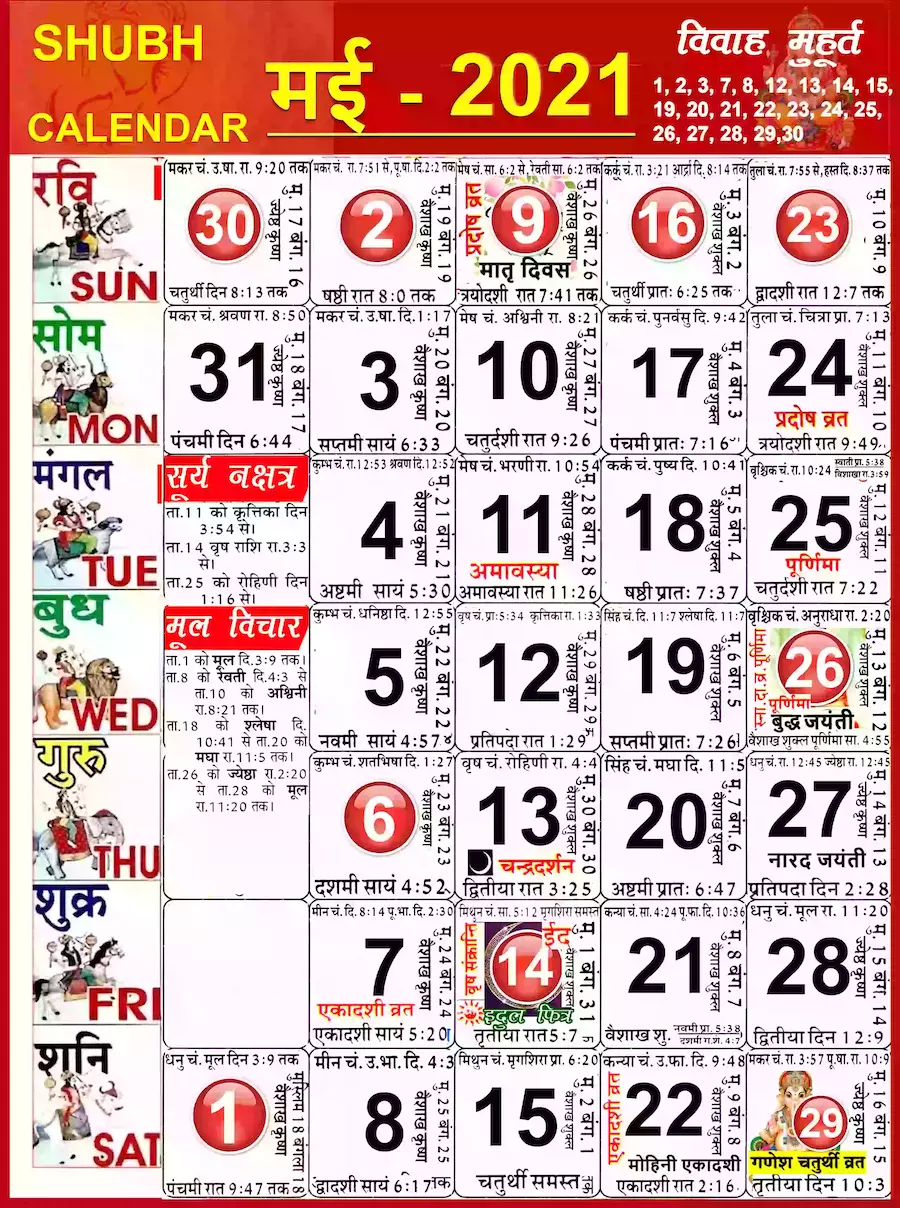 SHUBH
CALENDAR
मई - 2021
विवाह मुहूर्त
1, 2, 3, 7, 8, 12, 13, 14, 15,
19, 20, 21, 22, 23, 24, 25,
26, 27, 28, 29,30
रवि
SUN
मकर चं. उ.षा. रा. 9:20 तक
30
मु. 17 बंग. 16
ज्येष्ठ कृष्ण
चतुर्थी दिन 8:13 तक
मकर चं. रा. 7:51 से, पू.षा. दि. 2:2 तक
2
मु. 19 बंग. 19
वैशाख कृष्ण
षष्ठी रात 8:0 तक
मेष चं. सा. 6:2 से, रेवती सा. 6:2 तक
प्रदोष व्रत
9
मु. 26 बंग. 26
वैशाख कृष्ण
मातृ दिवस
त्रयोदशी रात 7:41 तक
कर्क चं. रा. 3:21 आर्द्रा दि. 8:14 तक
16
मु. 3 बंग. 2
वैशाख शुक्ल
चतुर्थी प्रात: 6:25 तक
तुला चं. रा. 7:55 से, हस्त दि. 8:37 तक
23
मु. 10 बंग. 9
द्वादशी रात 12:7 तक
सोम
MON
मकर चं. श्रवण रा. 8:50
31
मु. 18 बंग. 17
ज्येष्ठ कृष्ण
पंचमी दिन 6:44
मकर चं. उ.षा. दि. 1:17
3
मु. 20 बंग. 20
वैशाख कृष्ण
सप्तमी सायं 6:33
मेष चं. अश्विनी रा. 8:21
10
मु. 27 बंग. 27
वैशाख कृष्ण
चतुर्दशी रात 9:26
कर्क चं. पुनर्वसु दि. 9:42
17
मु. 4 बंग. 3
वैशाख शुक्ल
पंचमी प्रात: 7:16
तुला चं. चित्रा प्रा. 7:13
24
मु. 11 बंग. 10
वैशाख शुक्ल
प्रदोष व्रत
त्रयोदशी रात 9:49
मंगल
TUE
सूर्य नक्षत्र
ता.11 को कृत्तिका दिन
3:54 से।
ता.14 वृष राशि रा.3:3
से।
ता.25 को रोहिणी दिन
1:16 से।
कुम्भ चं. रा. 12:53 श्रवण दि. 12:52
4
मु. 21 बंग. 21
वैशाख कृष्ण
अष्टमी सायं 5:30
मेष चं. भरणी रा. 10:54
11
मु. 28 बंग. 28
वैशाख कृष्ण
अमावस्या
अमावस्या रात 11:26
कर्क चं. पुष्य दि. 10:41
18
मु. 5 बंग. 4
वैशाख शुक्ल
षष्ठी प्रात: 7:37
वृश्चिक चं. रा. 10:24
स्वाती प्रा. 5:38
विशाखा रा. 3:59
25
मु. 12 बंग. 11
वैशाख शुक्ल
पूर्णिमा
चतुर्दशी रात 7:22
बुध
WED
मूल विचार
ता.1 को मूल दि.3:9 तक।
ता.8 को रेवती, दि.4:3 से
ता.10 को अश्विनी
रा.8:21 तक।
ता.18 को श्लेषा दि.
10:41 से ता.20 को
मघा रा.11:5 तक।
ता.26 को ज्येष्ठा रा.2:20
से ता.28 को मूल
रा.11:20 तक।
कुम्भ चं. धनिष्ठा दि. 12:55
5
मु. 22 बंग. 22
वैशाख कृष्ण
नवमी सायं 4:57
वृष चं. प्रा: 5:34 कृत्तिका रा. 1:33
12
मु. 29 बंग. 29
प्रतिपदा रात 1:29
सिंह चं. दि. 11:7 श्लेषा दि. 11:7
19
मु. 6 बंग. 5
वैशाख शुक्ल
सप्तमी प्रात: 7:26
वृश्चिक चं. अनुराधा रा. 2:20
सा.दा.व्र.पूर्णिमा
26
मु. 13 बंग. 12
वैशाख शुक्ल
पूर्णिमा
बुद्ध जयंती
वैशाख शुक्ल पूर्णिमा सा. 4:55
गुरु
THU
कुम्भ चं. शतभिषा दि. 1:27
6
मु. 23 बंग. 23
वैशाख कृष्ण
दशमी सायं 4:52
वृष चं. रोहिणी रा. 4:4
13
मु. 30 बंग. 30
वैशाख शुक्ल
चन्द्रदर्शन
द्वितीया रात 3:25
सिंह चं. मघा दि. 11:5
20
मु. 7 बंग. 6
वैशाख शुक्ल
अष्टमी प्रात: 6:47
धनु चं. रा. 12:45 ज्येष्ठा रा. 12:45
27
मु. 14 बंग. 13
ज्येष्ठ कृष्ण
नारद जयंती
प्रतिपदा दिन 2:28
शुक्र
FRI
मीन चं. दि. 8:14 पू.भा. दि. 2:30
7
मु. 24 बंग. 24
वैशाख कृष्ण
एकादशी व्रत
एकादशी सायं 5:20
मिथुन चं. सा. 5:12 मृगशिरा समस्त
वृष संक्रान्ति
ईद
14
मु. 1 बंग. 31
वैशाख शुक्ल
इदुल फित्र
तृतीया रात 5:7
कन्या चं. सा. 4:24 पू.फा. दि. 10:36
21
मु. 8 बंग. 7
वैशाख शुक्ल
वैशाख शु. नवमी प्रा. 5:38
दशमी रा.श. 4:7
धनु चं. मूल रा. 11:20
28
मु. 15 बंग. 14
ज्येष्ठ कृष्ण
द्वितीया दिन 12:9
शनि
SAT
धनु चं. मूल दिन 3:9 तक
1
मुस्लिम 18 बंगला 18
वैशाख कृष्ण
पंचमी रात 9:47 तक
मीन चं. उ.भा. दि. 4:3
8
मु. 25 बंग. 25
वैशाख कृष्ण
द्वादशी सायं 6:17 तक
मिथुन चं. मृगशिरा प्रा. 6:20
15
मु. 2 बंग. 1
वैशाख शुक्ल
चतुर्थी समस्त
कन्या चं. उ.फा. दि. 9:48
एकादशी व्रत
22
मु. 9 बंग. 8
वैशाख शुक्ल
मोहिनी एकादशी
एकादशी रात 2:16
मकर चं. रा. 3:57 पू.षा. रा. 10:9
29
मु. 16 बंग. 15
ज्येष्ठ कृष्ण
गणेश चतुर्थी व्रत
तृतीया दिन 10:3